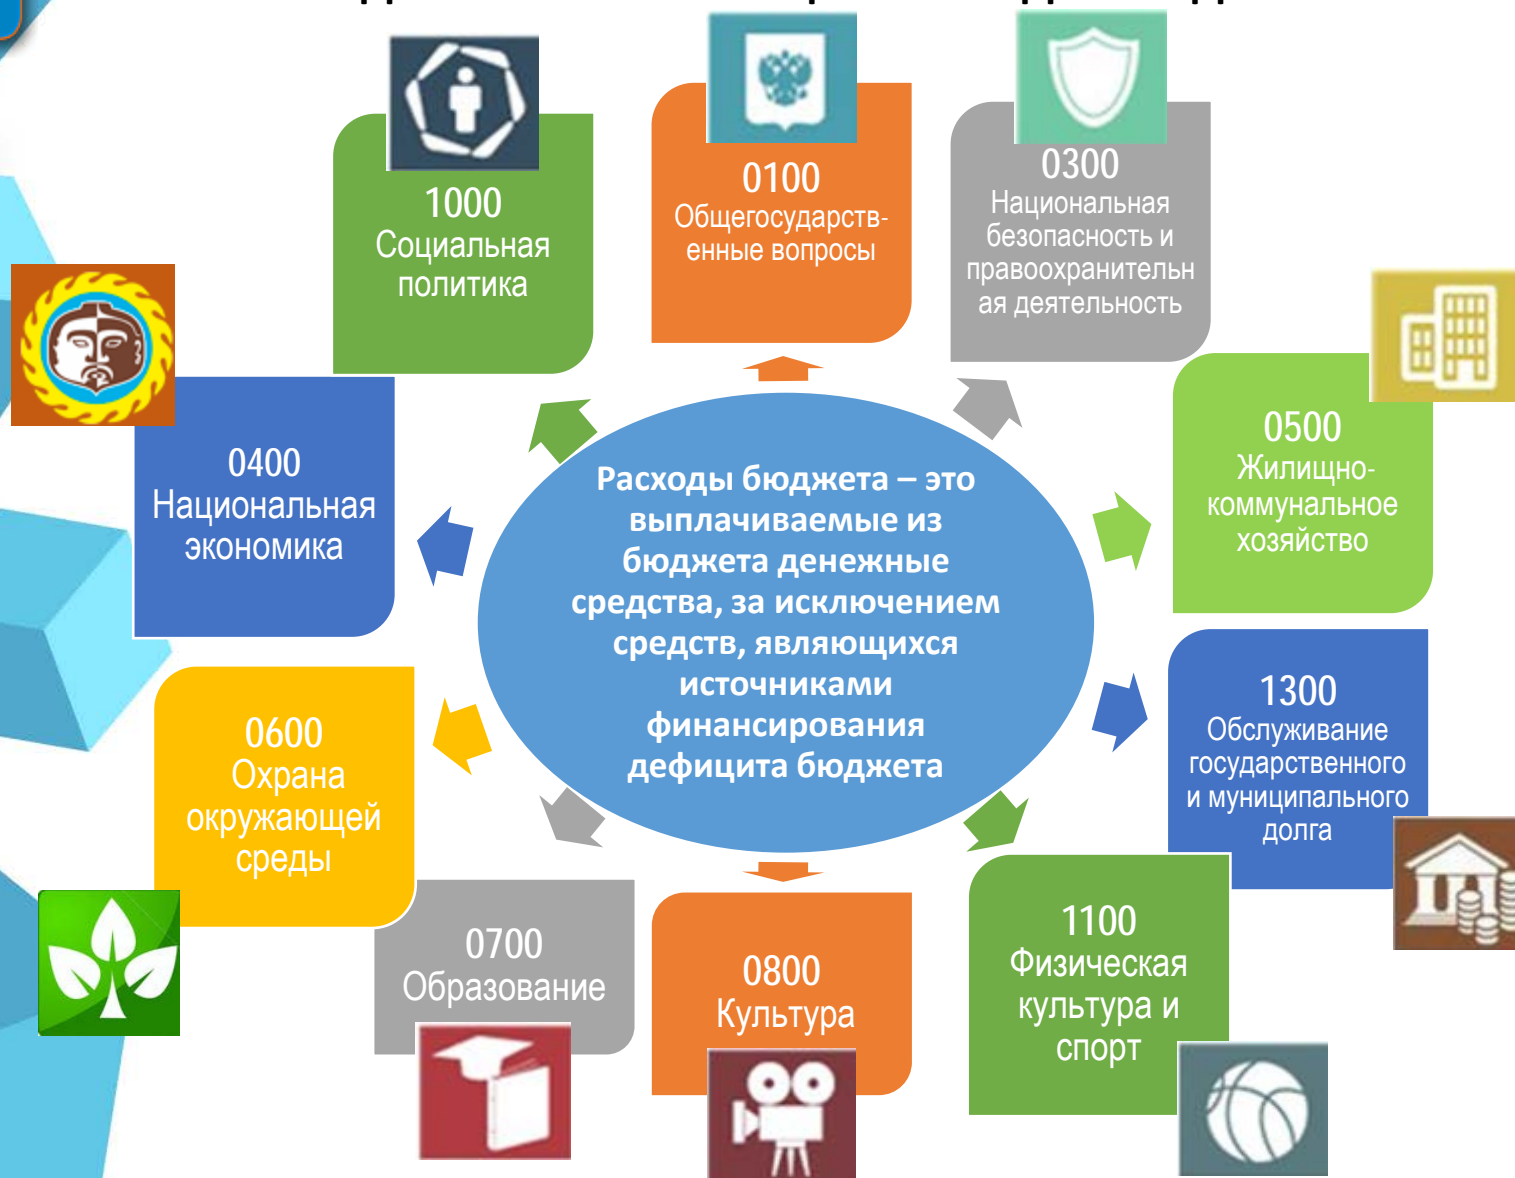 1000
Социальная
политика
0100
Общегосударств-
енные вопросы
0300
Национальная
безопасность и
правоохранительн
ая деятельность
0400
Национальная
экономика
Расходы бюджета – это
выплачиваемые из
бюджета денежные
средства, за исключением
средств, являющихся
источниками
финансирования
дефицита бюджета
0500
Жилищно-
коммунальное
хозяйство
0600
Охрана
окружающей
среды
1300
Обслуживание
государственного
и муниципального
долга
0700
Образование
0800
Культура
1100
Физическая
культура и
спорт